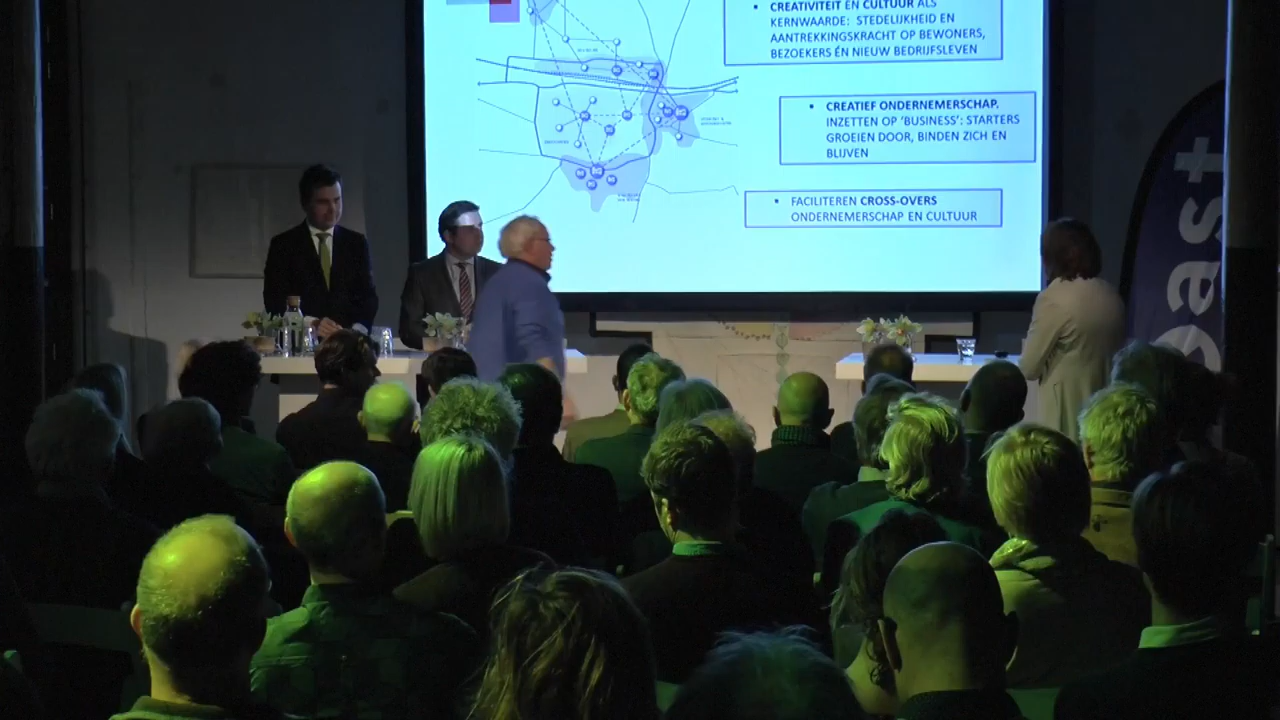 CREATIVITEIT EN CULTUUR ALS
KERNWAARDE: STEDELIJKHEID EN
AANTREKKINGSKRACHT OP BEWONERS,
BEZOEKERS ÉN NIEUW BEDRIJFSLEVEN
CREATIEF ONDERNEMERSCHAP.
INZETTEN OP 'BUSINESS': STARTERS
GROEIEN DOOR, BINDEN ZICH EN
BLIJVEN
FACILITEREN CROSS-OVERS
ONDERNEMERSCHAP EN CULTUUR